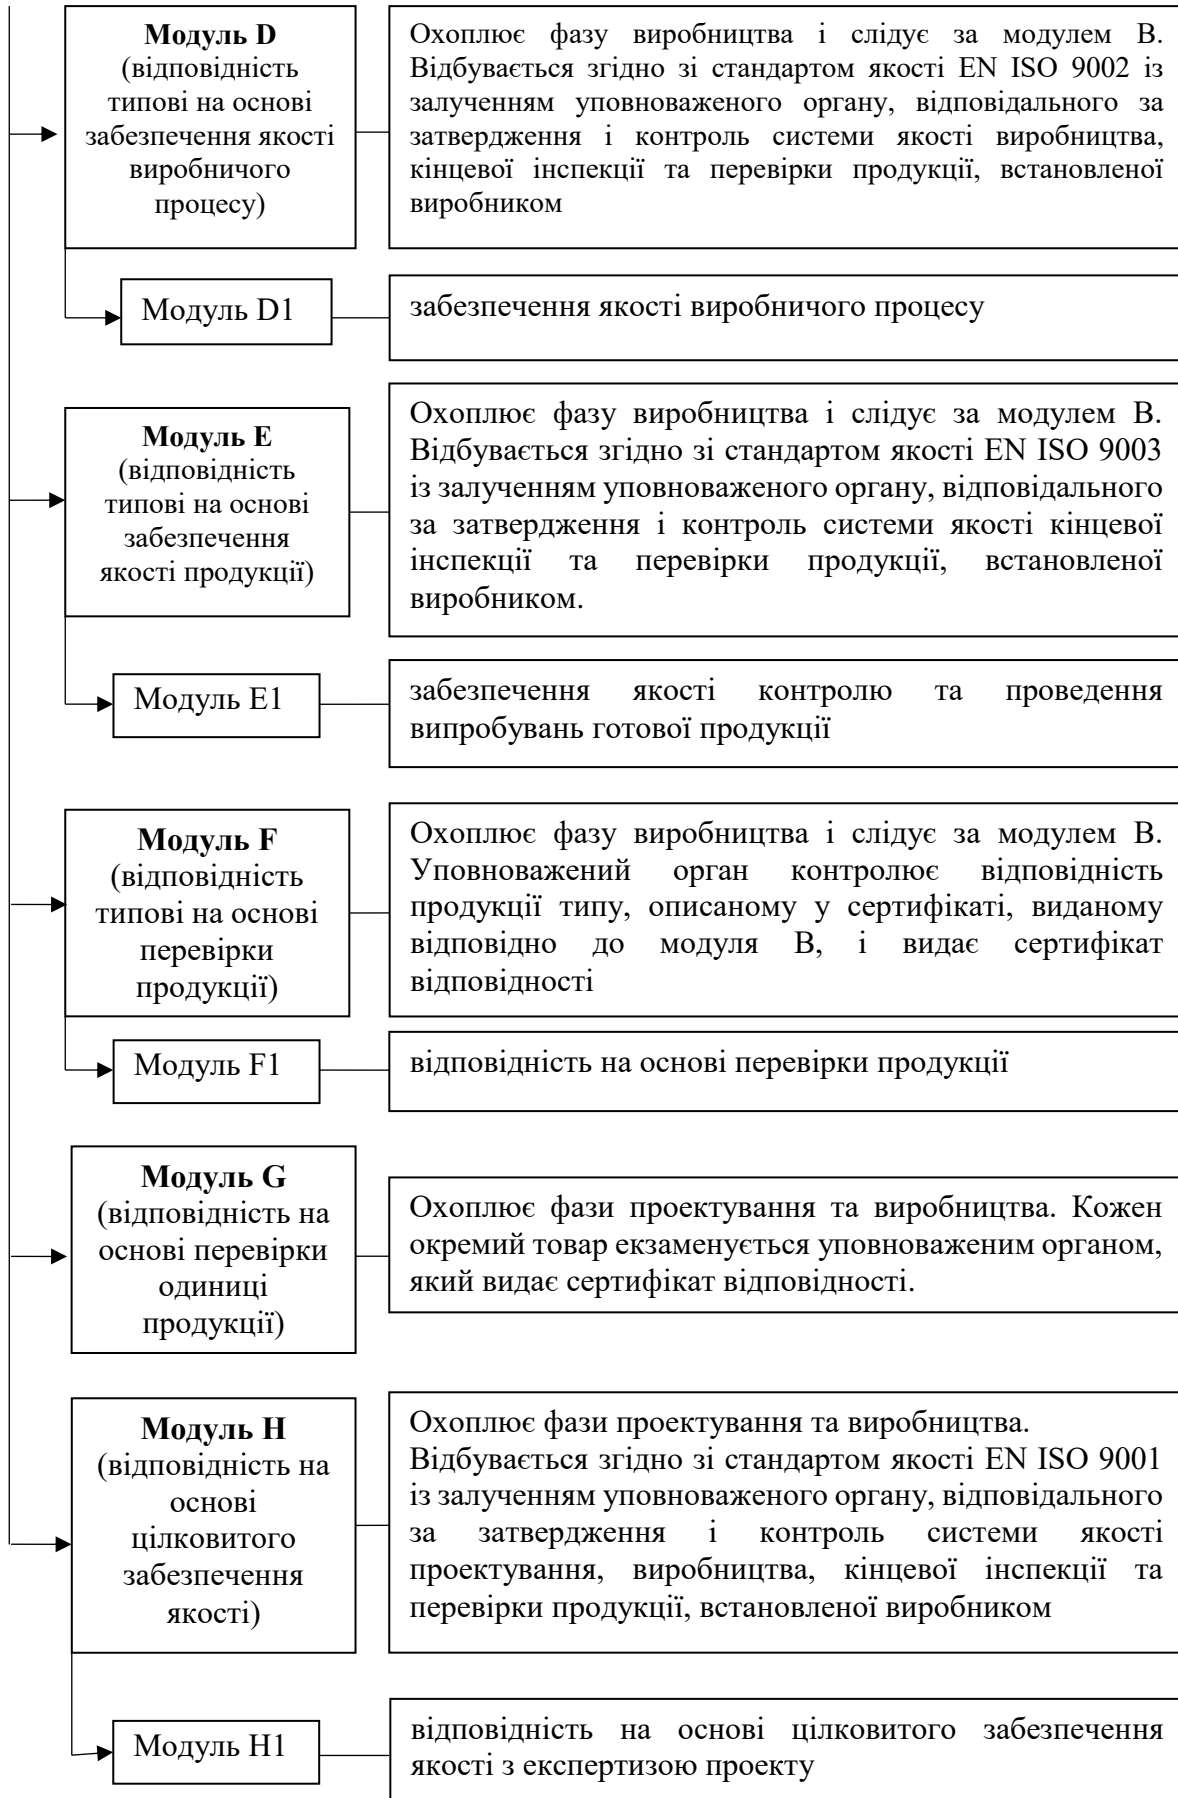 Модуль D
(відповідність
типові на основі
забезпечення якості
виробничого
процесу)
Охоплює фазу виробництва і слідує за модулем В.
Відбувається згідно зі стандартом якості EN ISO 9002 із
залученням уповноваженого органу, відповідального за
затвердження і контроль системи якості виробництва,
кінцевої інспекції та перевірки продукції, встановленої
виробником
Модуль D1
забезпечення якості виробничого процесу
Модуль E
(відповідність
типові на основі
забезпечення
якості продукції)
Охоплює фазу виробництва і слідує за модулем В.
Відбувається згідно зі стандартом якості EN ISO 9003
із залученням уповноваженого органу, відповідального
за затвердження і контроль системи якості кінцевої
інспекції та перевірки продукції, встановленої
виробником.
Модуль E1
забезпечення якості контролю та проведення
випробувань готової продукції
Модуль F
(відповідність
типові на основі
перевірки
продукції)
Охоплює фазу виробництва і слідує за модулем В.
Уповноважений орган контролює відповідність
продукції типу, описаному у сертифікаті, виданому
відповідно до модуля В, і видає сертифікат
відповідності
Модуль F1
відповідність на основі перевірки продукції
Модуль G
(відповідність на
основі перевірки
одиниці
продукції)
Охоплює фази проектування та виробництва. Кожен
окремий товар екзаменується уповноваженим органом,
який видає сертифікат відповідності.
Модуль H
(відповідність на
основі
цілковитого
забезпечення
якості)
Охоплює фази проектування та виробництва.
Відбувається згідно зі стандартом якості EN ISO 9001
із залученням уповноваженого органу, відповідального
за затвердження і контроль системи якості
проектування, виробництва, кінцевої інспекції та
перевірки продукції, встановленої виробником
Модуль H1
відповідність на основі цілковитого забезпечення
якості з експертизою проекту